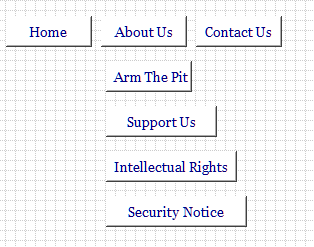 Home
About Us
Contact Us
Arm The Pit
Support Us
Intellectual Rights
Security Notice